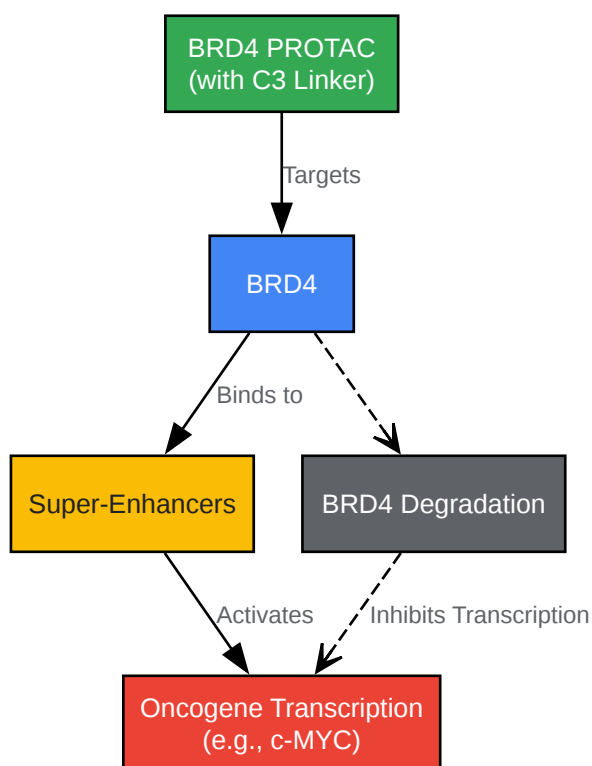 BRD4 PROTAC
(with C3 Linker)
Targets
BRD4
Binds to
Super-Enhancers
BRD4 Degradation
Activates
Inhibits Transcription
Oncogene Transcription
(e.g., c-MYC)